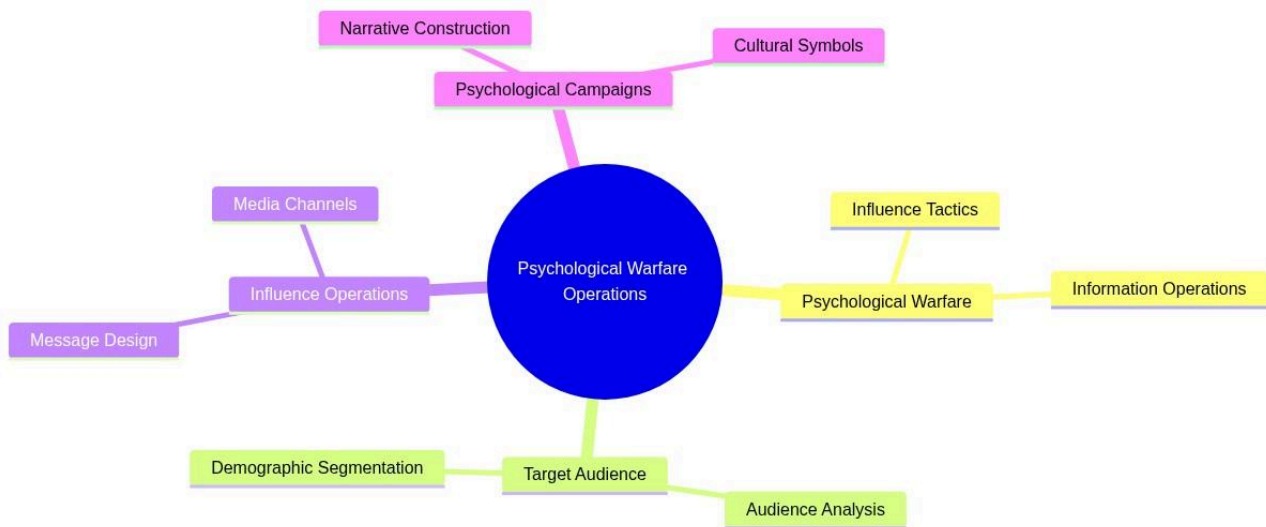 Narrative Construction
Cultural Symbols
Psychological Campaigns
Media Channels
Influence Tactics
Psychological Warfare
Operations
Influence Operations
Psychological Warfare
Information Operations
Message Design
Demographic Segmentation
Target Audience
Audience Analysis